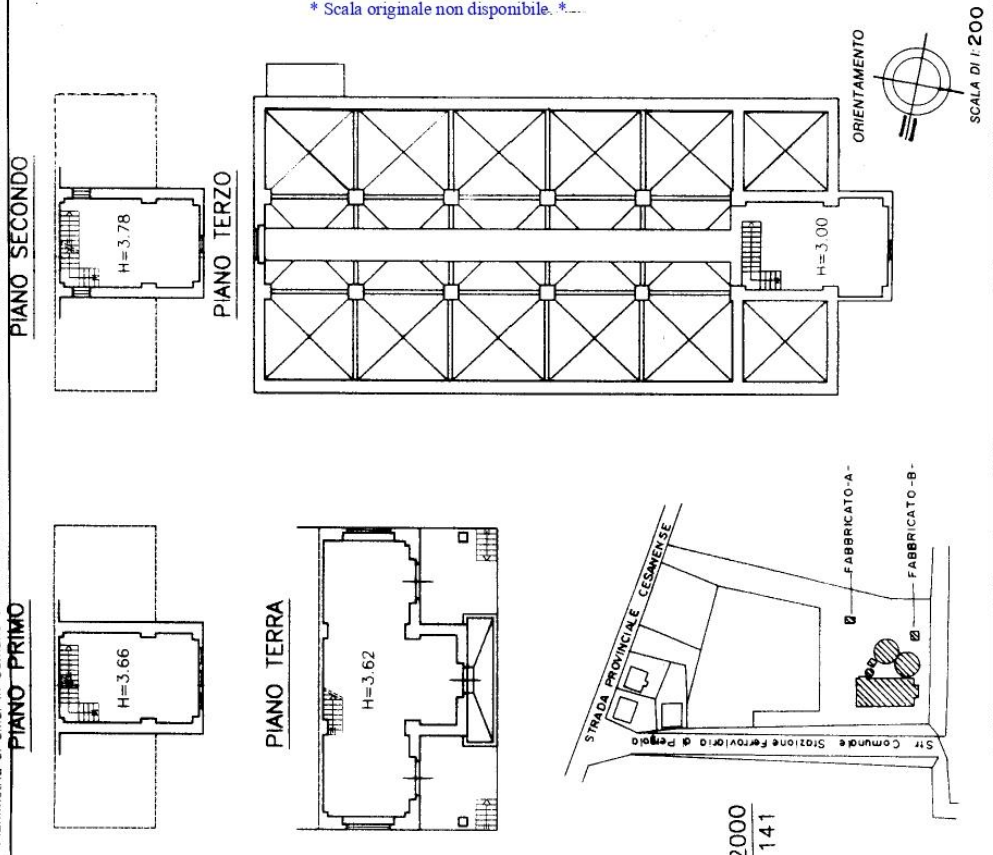 * Scala originale non disponibile. *
ORIENTAMENTO
SCALA DI 1: 200
PIANO SECONDO
H=3.78
PIANO TERZO
H=3.00
PIANO PRIMO
H=3.66
PIANO TERRA
H=3.62
STRADA PROVINCIALE CESANENSE
FABBRICATO-A-
FABBRICATO-B-
Str Comunale Stazione Ferroviaria di Pergola
2000
141